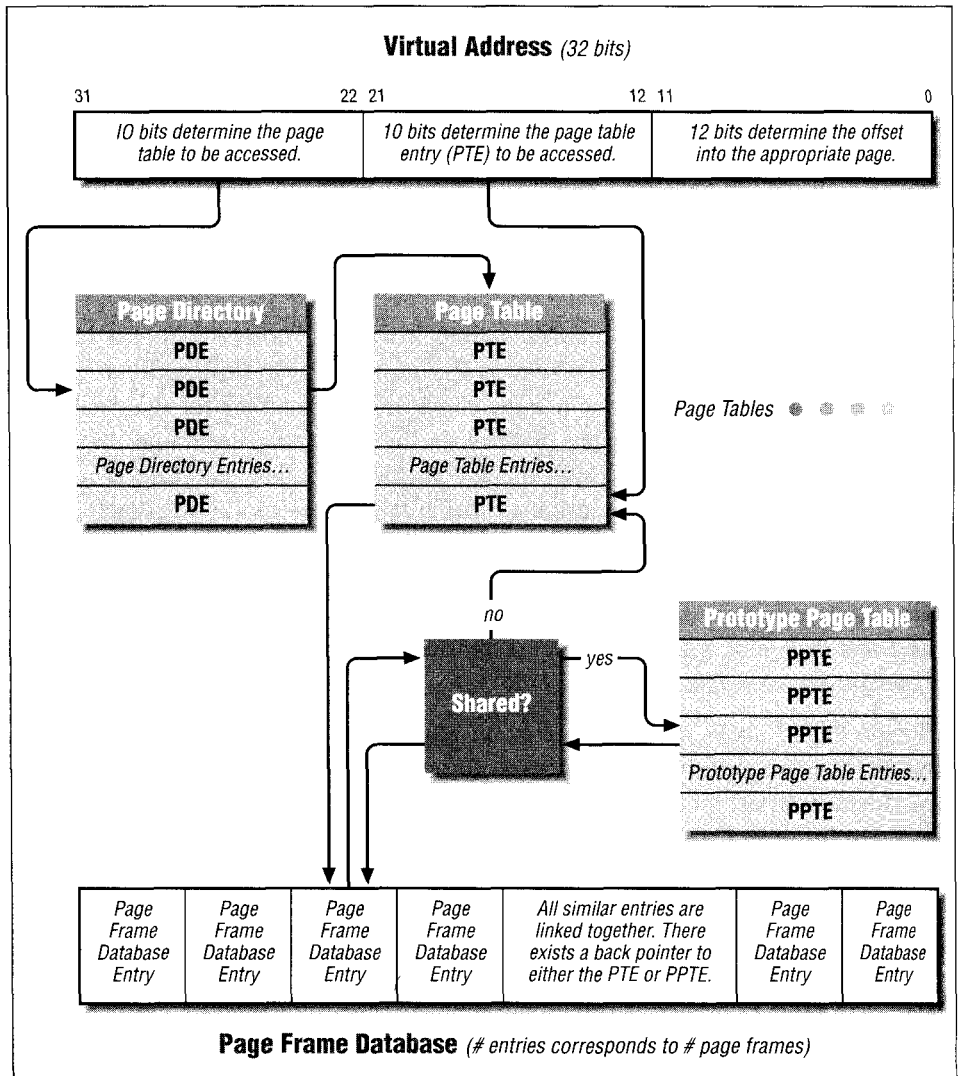 Virtual Address (32 bits)
31 22 21 12 11 0
IO bits determine the page
table to be accessed.
10 bits determine the page table
entry (PTE) to be accessed.
12 bits determine the offset
into the appropriate page.
Page Directory
PDE
PDE
PDE
Page Directory Entries...
PDE
Page Table
PTE
PTE
PTE
Page Table Entries...
PTE
Page Tables
no
Shared?
yes
Prototype Page Table
PPTE
PPTE
PPTE
Prototype Page Table Entries...
PPTE
Page
Frame
Database
Entry
Page
Frame
Database
Entry
Page
Frame
Database
Entry
Page
Frame
Database
Entry
All similar entries are
linked together. There
exists a back pointer to
either the PTE or PPTE.
Page
Frame
Database
Entry
Page
Frame
Database
Entry
Page Frame Database (# entries corresponds to # page frames)